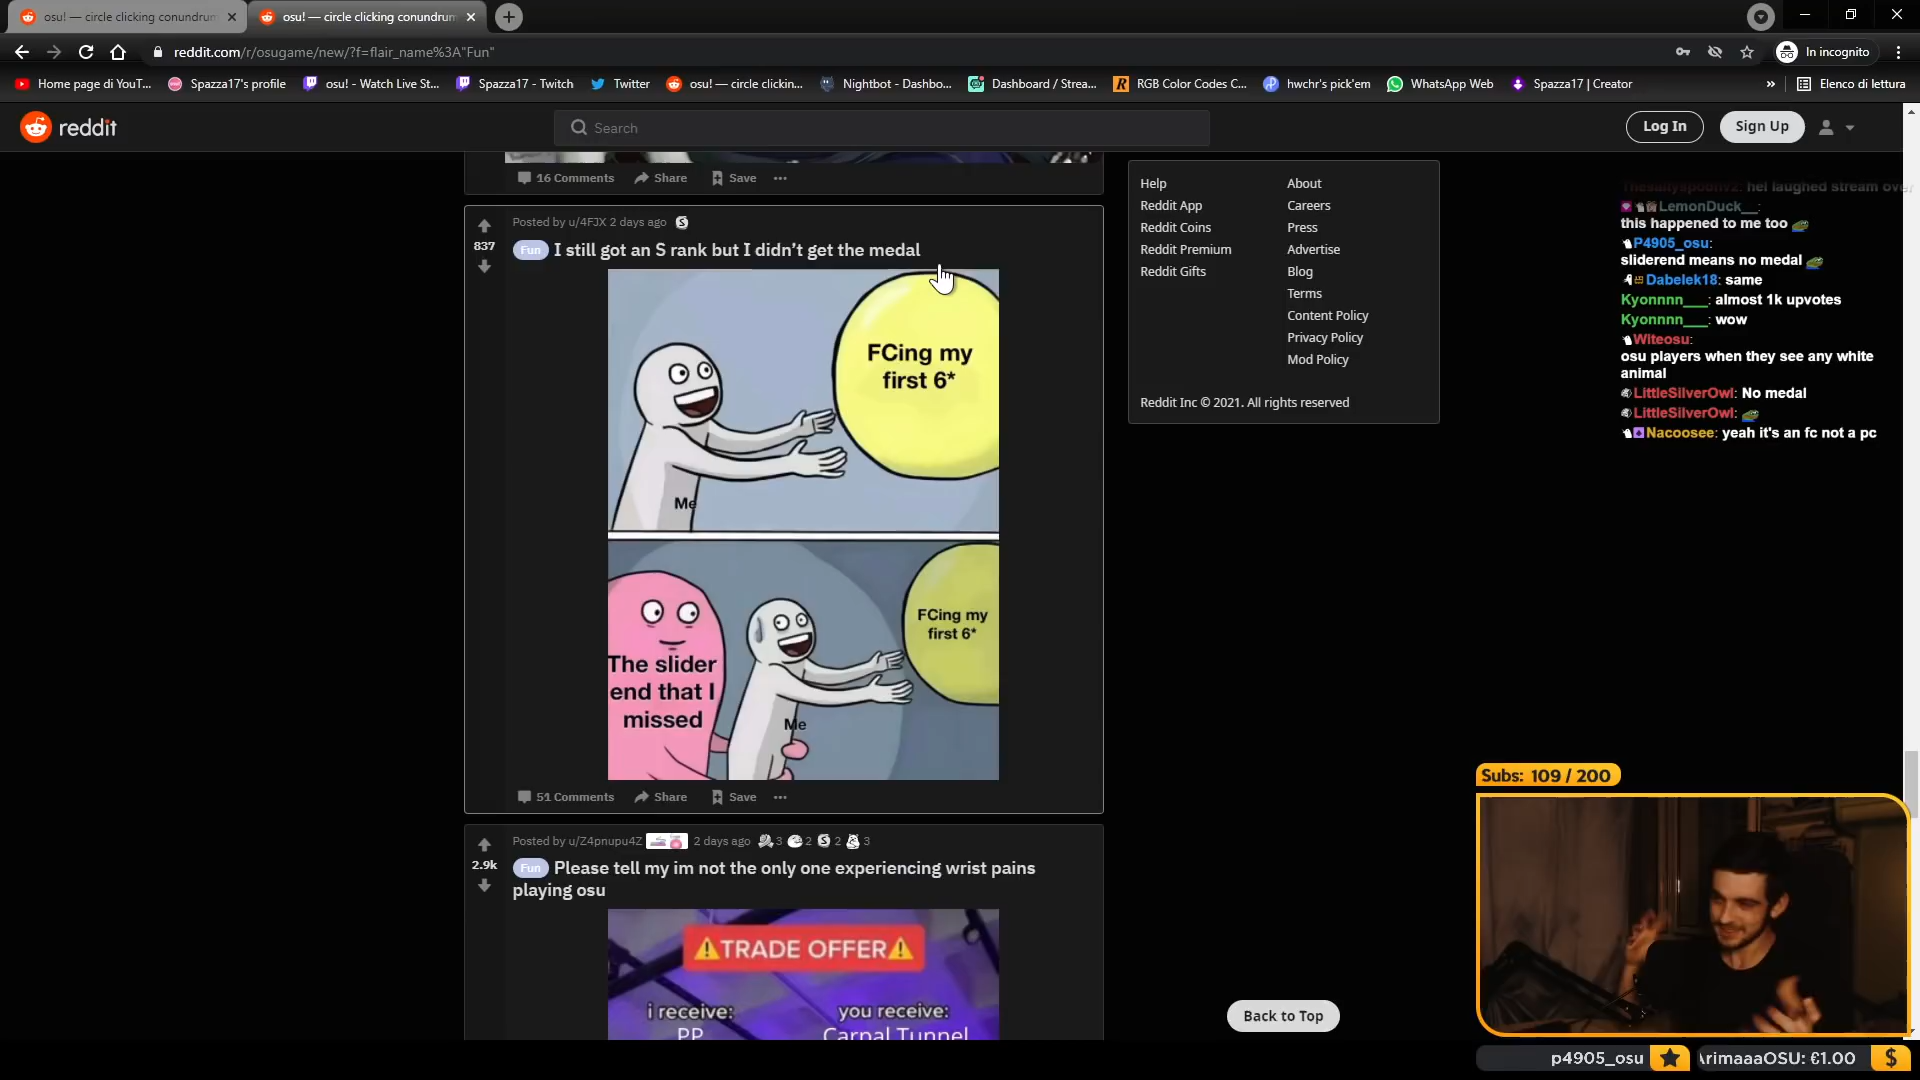 osu! — circle clicking conundrum
osu! — circle clicking conundrum
reddit.com/r/osugame/new/?f=flair_name%3A"Fun"
In incognito
Home page di YouT...
Spazza17's profile
osu! - Watch Live St...
Spazza17 - Twitch
Twitter
osu! — circle clickin...
Nightbot - Dashbo...
Dashboard / Strea...
RGB Color Codes C...
hwchr's pick'em
WhatsApp Web
Spazza17 | Creator
»
Elenco di lettura
reddit
Search
Log In
Sign Up
16 Comments
Share
Save
Posted by u/4FJX 2 days ago
837
Fun I still got an S rank but I didn’t get the medal
FCing my
first 6*
Me
FCing my
first 6*
The slider
end that I
missed
Me
51 Comments
Share
Save
Posted by u/Z4pnupu4Z 2 days ago 3 2 2 3
2.9k
Fun Please tell my im not the only one experiencing wrist pains
playing osu
TRADE OFFER
i receive:
you receive:
PP
Carpal Tunnel
Help
Reddit App
Reddit Coins
Reddit Premium
Reddit Gifts
About
Careers
Press
Advertise
Blog
Terms
Content Policy
Privacy Policy
Mod Policy
Reddit Inc © 2021. All rights reserved
Back to Top
Thesaltyspoonv2: hel laughed stream over
LemonDuck__:
this happened to me too
P4905_osu:
sliderend means no medal
Dabelek18: same
Kyonnnn___: almost 1k upvotes
Kyonnnn___: wow
Witeosu:
osu players when they see any white
animal
LittleSilverOwl: No medal
LittleSilverOwl:
Nacoosee: yeah it's an fc not a pc
Subs: 109 / 200
p4905_osu
ArimaaaOSU: €1.00
$